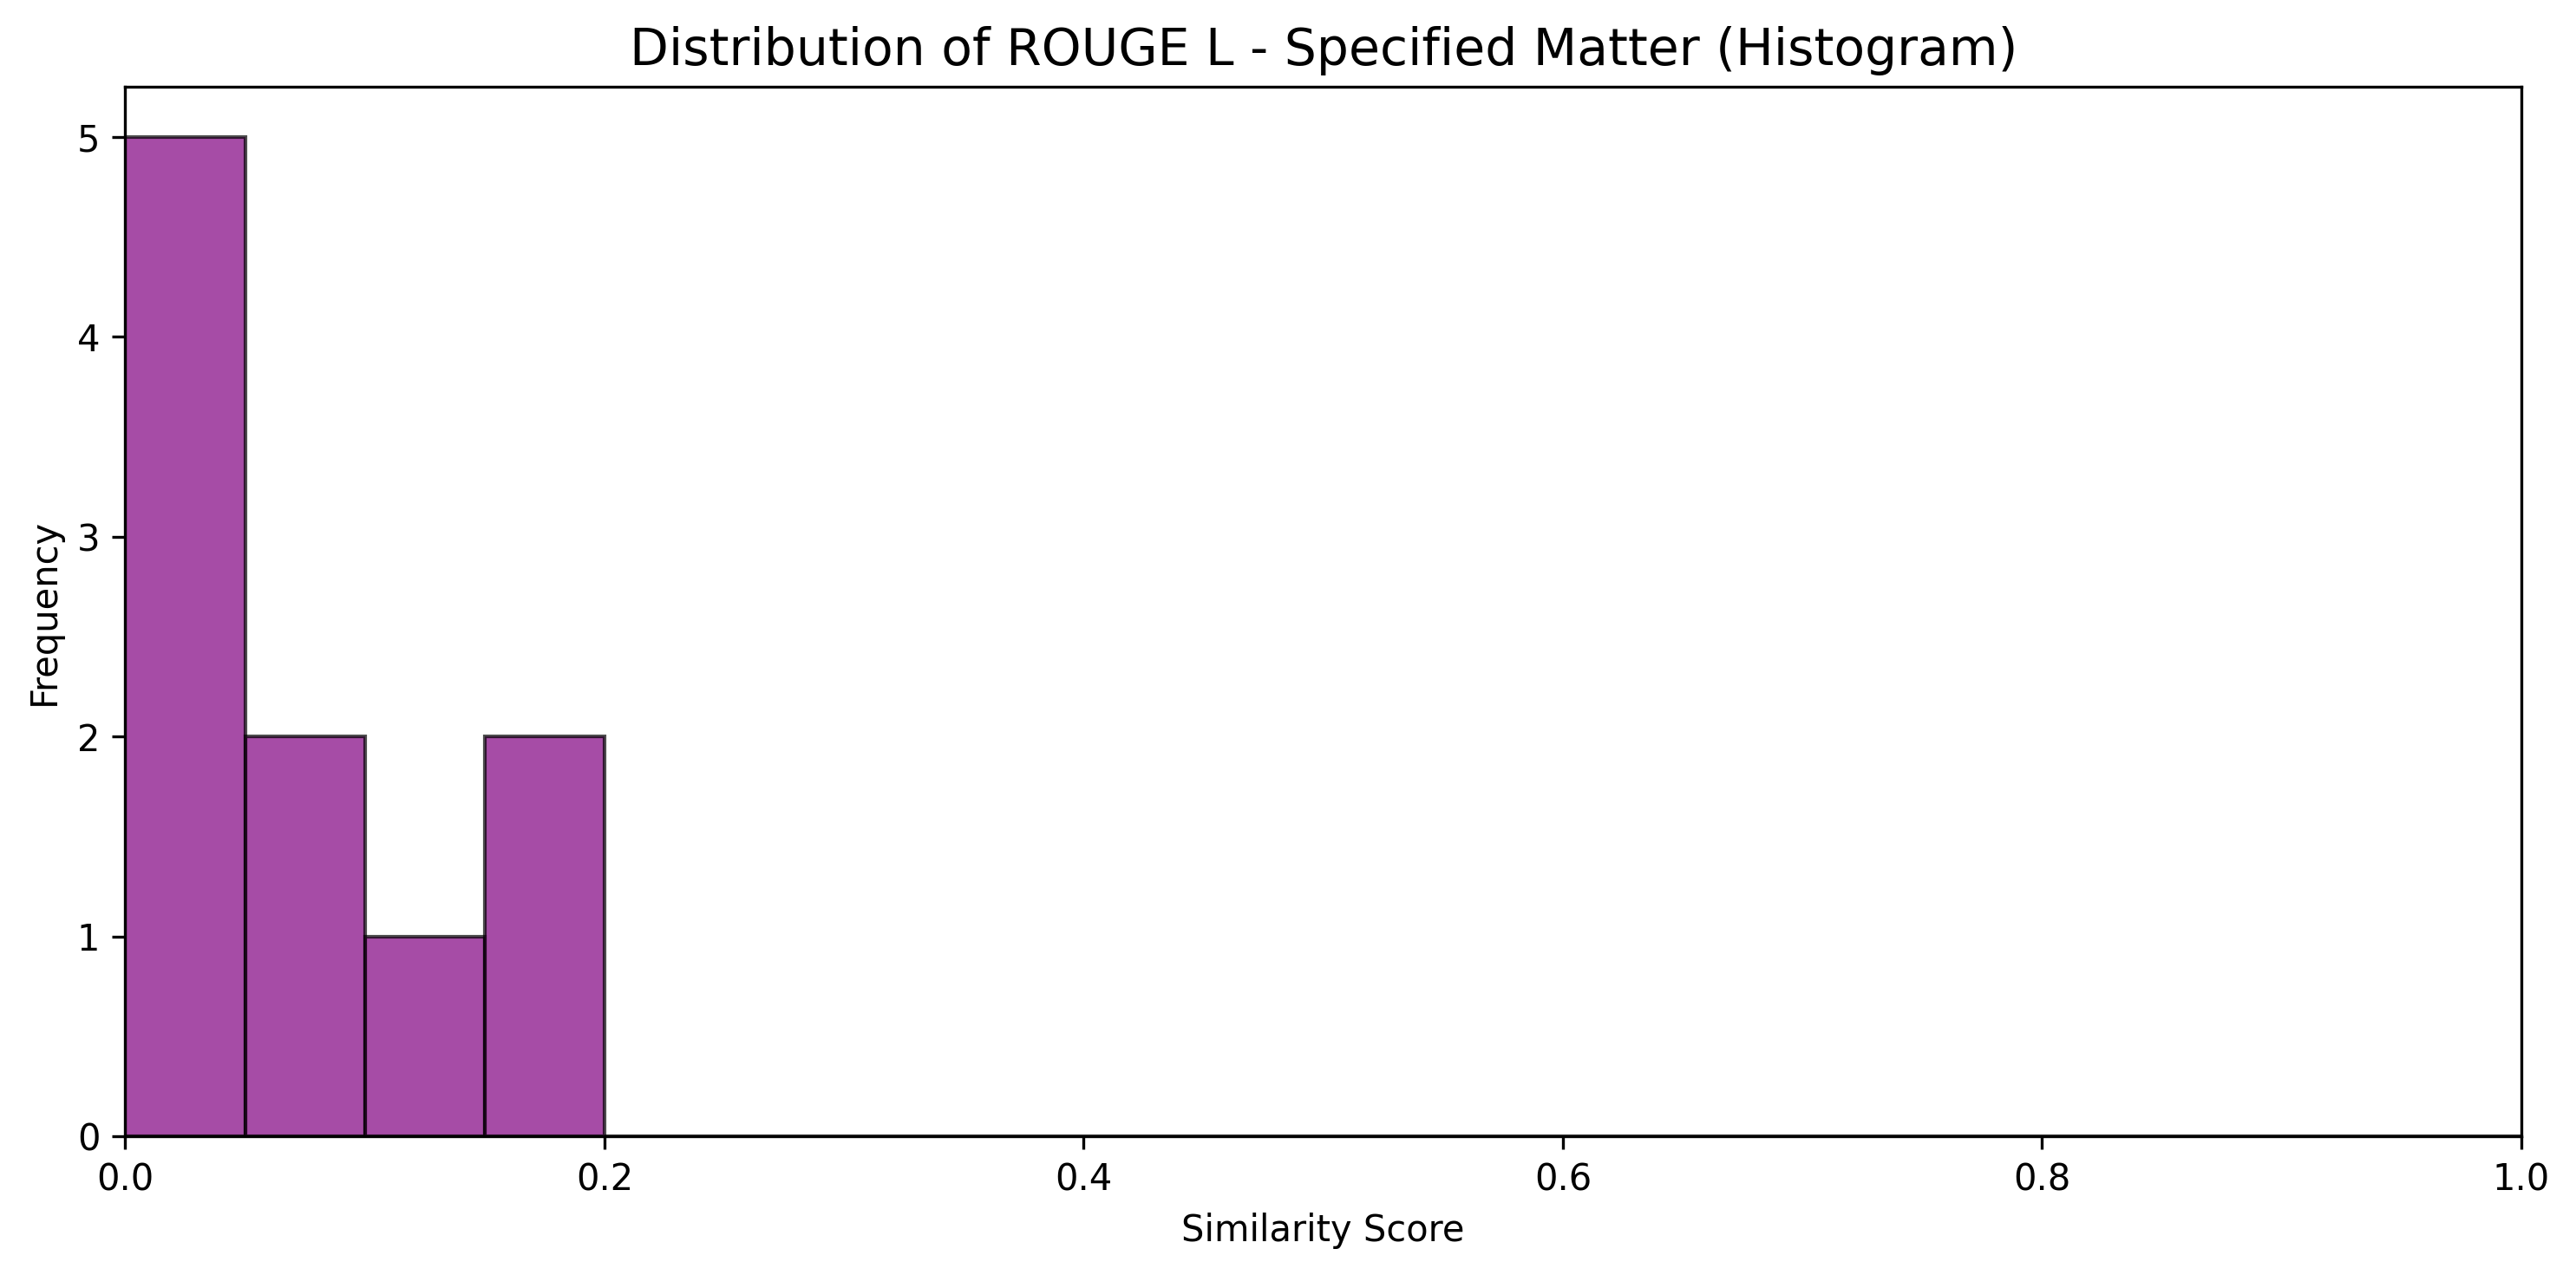 Distribution of ROUGE L - Specified Matter (Histogram)
Frequency
5
4
3
2
1
0
0.0 0.2 0.4 0.6 0.8 1.0
Similarity Score